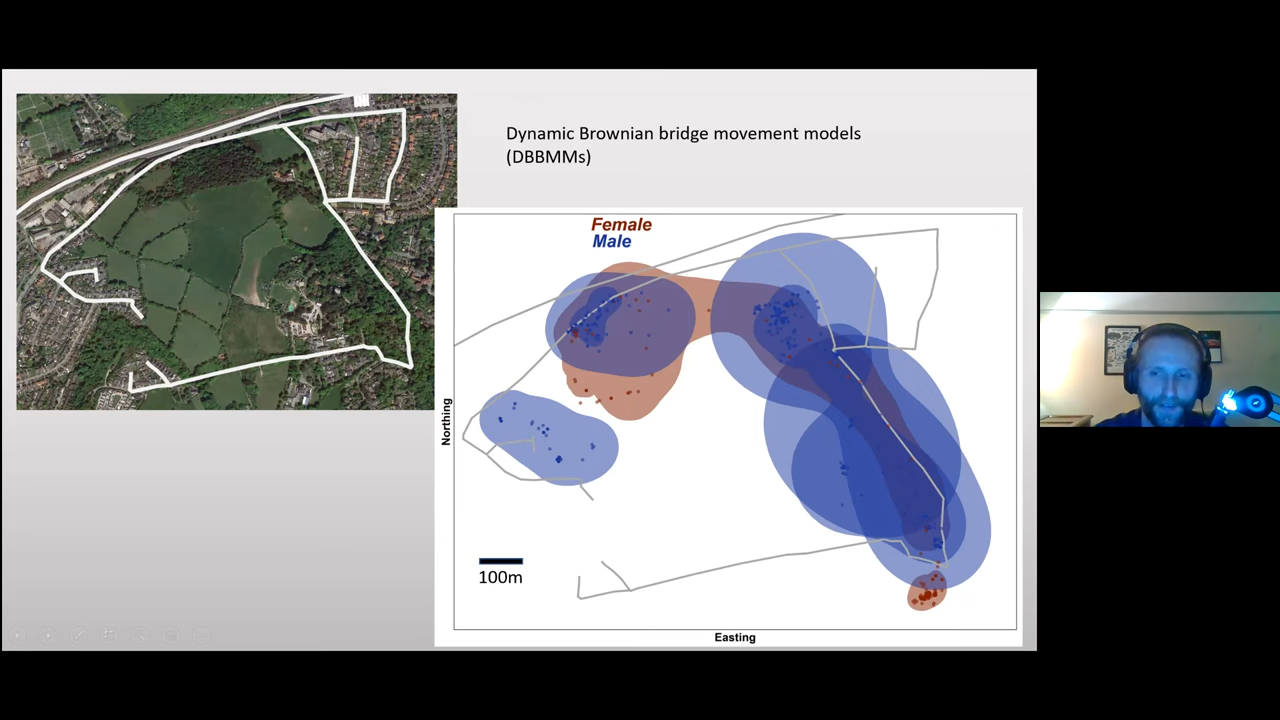 Dynamic Brownian bridge movement models
(DBBMMs)
Female
Male
Northing
100m
Easting